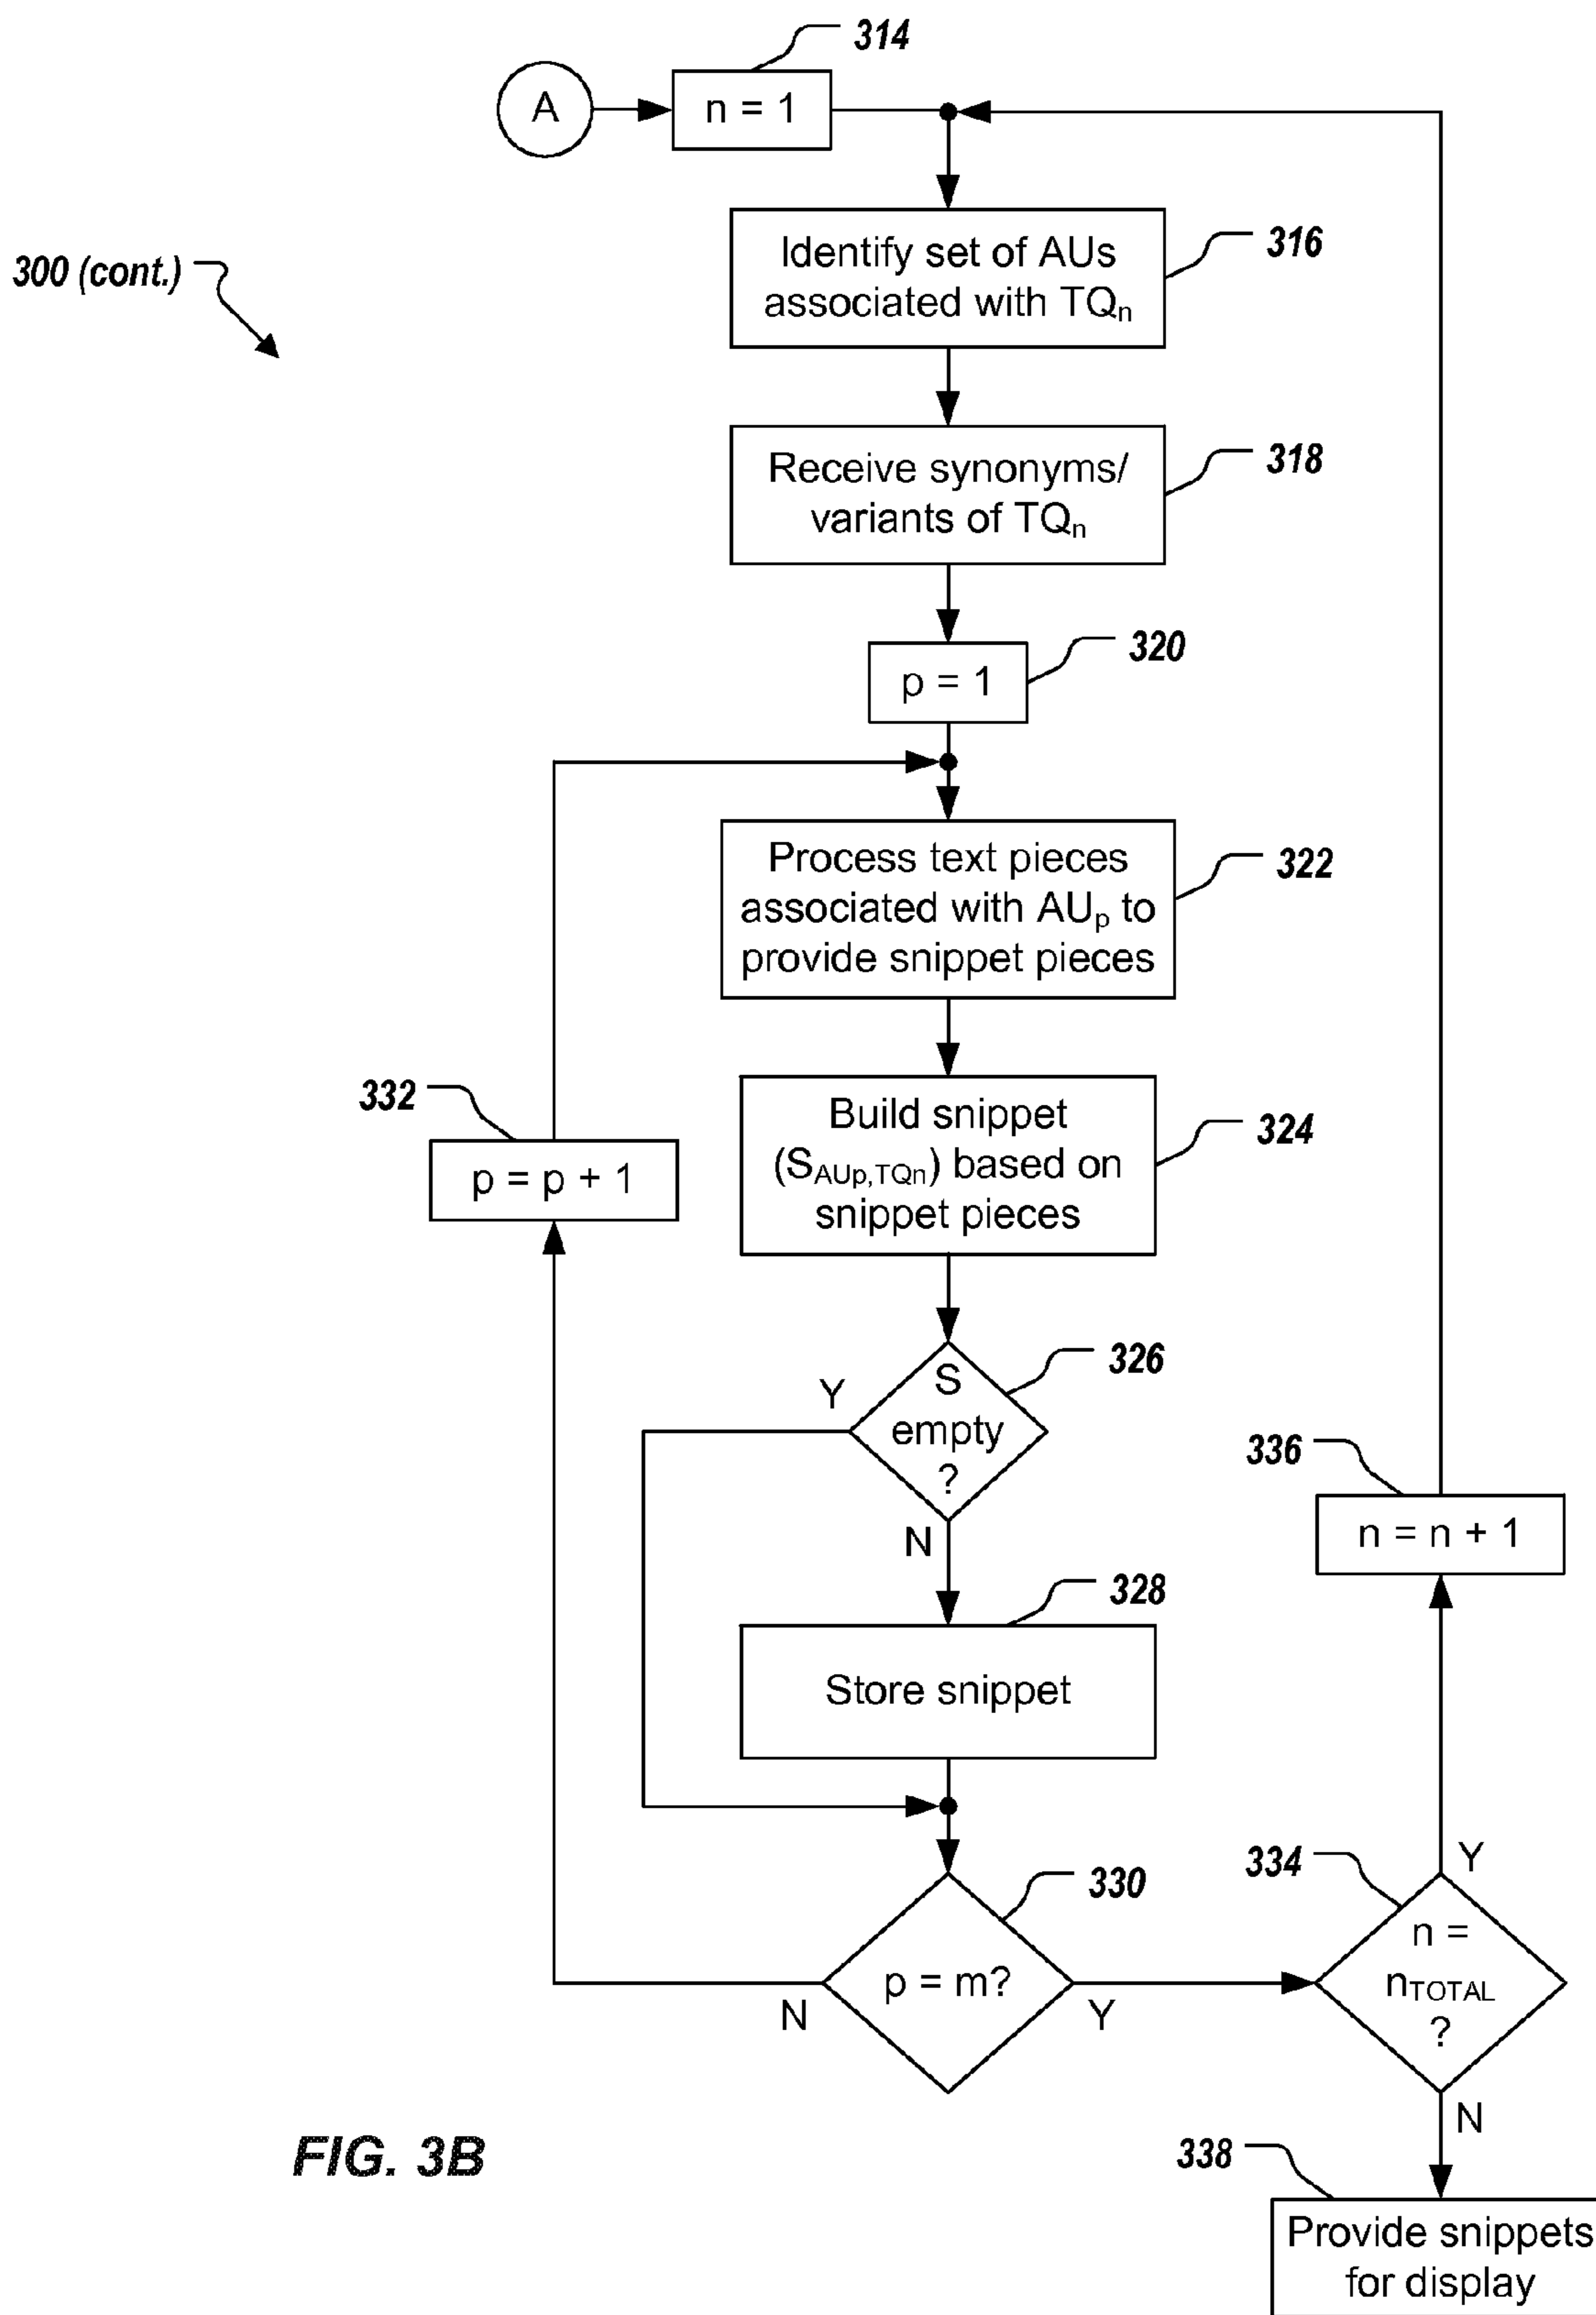 314
A
n = 1
300 (cont.)
Identify set of AUs
associated with TQn
316
Receive synonyms/
variants of TQn
318
p = 1
320
Process text pieces
associated with AUp to
provide snippet pieces
322
332
p = p + 1
Build snippet
(SAUp,TQn) based on
snippet pieces
324
S
empty
?
326
Y
N
336
n = n + 1
328
Store snippet
330
p = m?
N
Y
334
Y
n =
nTOTAL
?
N
338
Provide snippets
for display
FIG. 3B